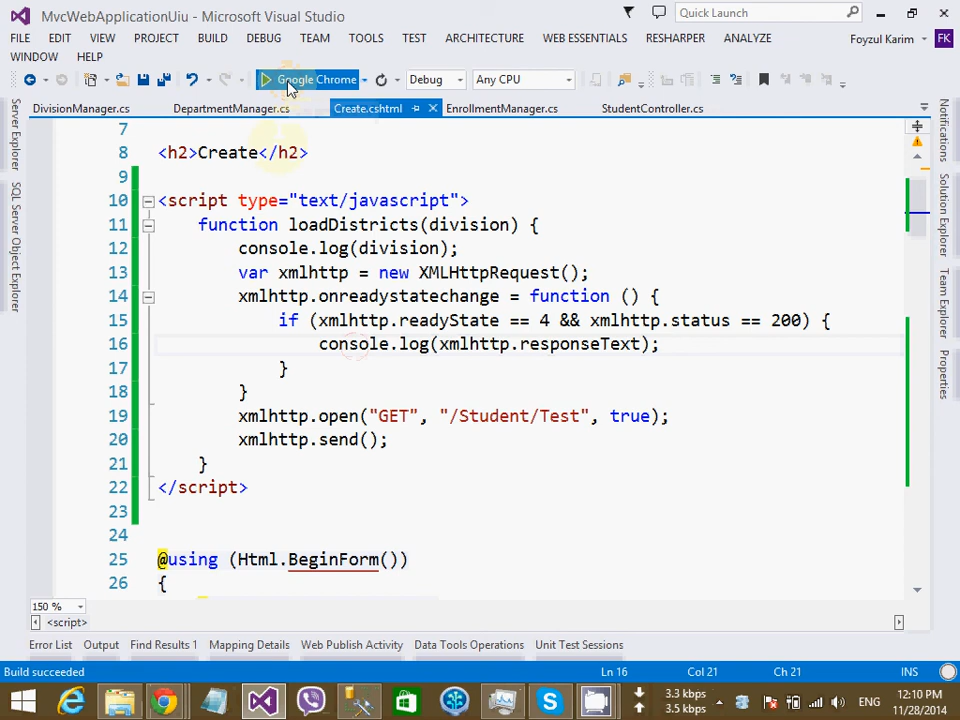 MvcWebApplicationUiu - Microsoft Visual Studio
Quick Launch
FILE EDIT VIEW PROJECT BUILD DEBUG TEAM TOOLS TEST ARCHITECTURE WEB ESSENTIALS RESHARPER ANALYZE
Foyzul Karim FK
WINDOW HELP
Google Chrome Debug Any CPU
DivisionManager.cs DepartmentManager.cs Create.cshtml EnrollmentManager.cs StudentController.cs
Server Explorer
SQL Server Object Explorer
Notifications
Solution Explorer
Team Explorer
Properties
7
8 <h2>Create</h2>
9
10 <script type="text/javascript">
11 function loadDistricts(division) {
12 console.log(division);
13 var xmlhttp = new XMLHttpRequest();
14 xmlhttp.onreadystatechange = function () {
15 if (xmlhttp.readyState == 4 && xmlhttp.status == 200) {
16 console.log(xmlhttp.responseText);
17 }
18 }
19 xmlhttp.open("GET", "/Student/Test", true);
20 xmlhttp.send();
21 }
22 </script>
23
24
25 @using (Html.BeginForm())
26 {
150 %
<script>
Error List Output Find Results 1 Mapping Details Web Publish Activity Data Tools Operations Unit Test Sessions
Build succeeded Ln 16 Col 21 Ch 21 INS
3.3 kbps
3.5 kbps
ENG
12:10 PM
11/28/2014